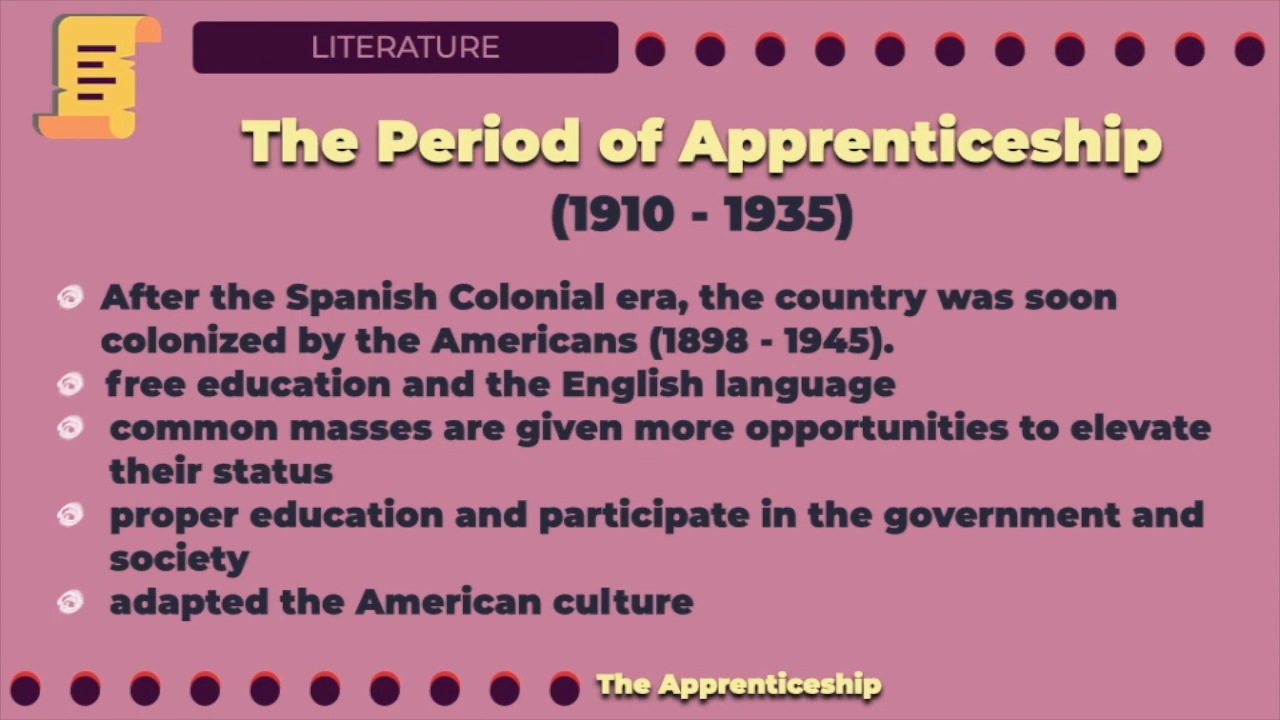 LITERATURE
The Period of Apprenticeship
(1910 - 1935)
After the Spanish Colonial era, the country was soon
colonized by the Americans (1898 - 1945).
free education and the English language
common masses are given more opportunities to elevate
their status
proper education and participate in the government and
society
adapted the American culture
The Apprenticeship